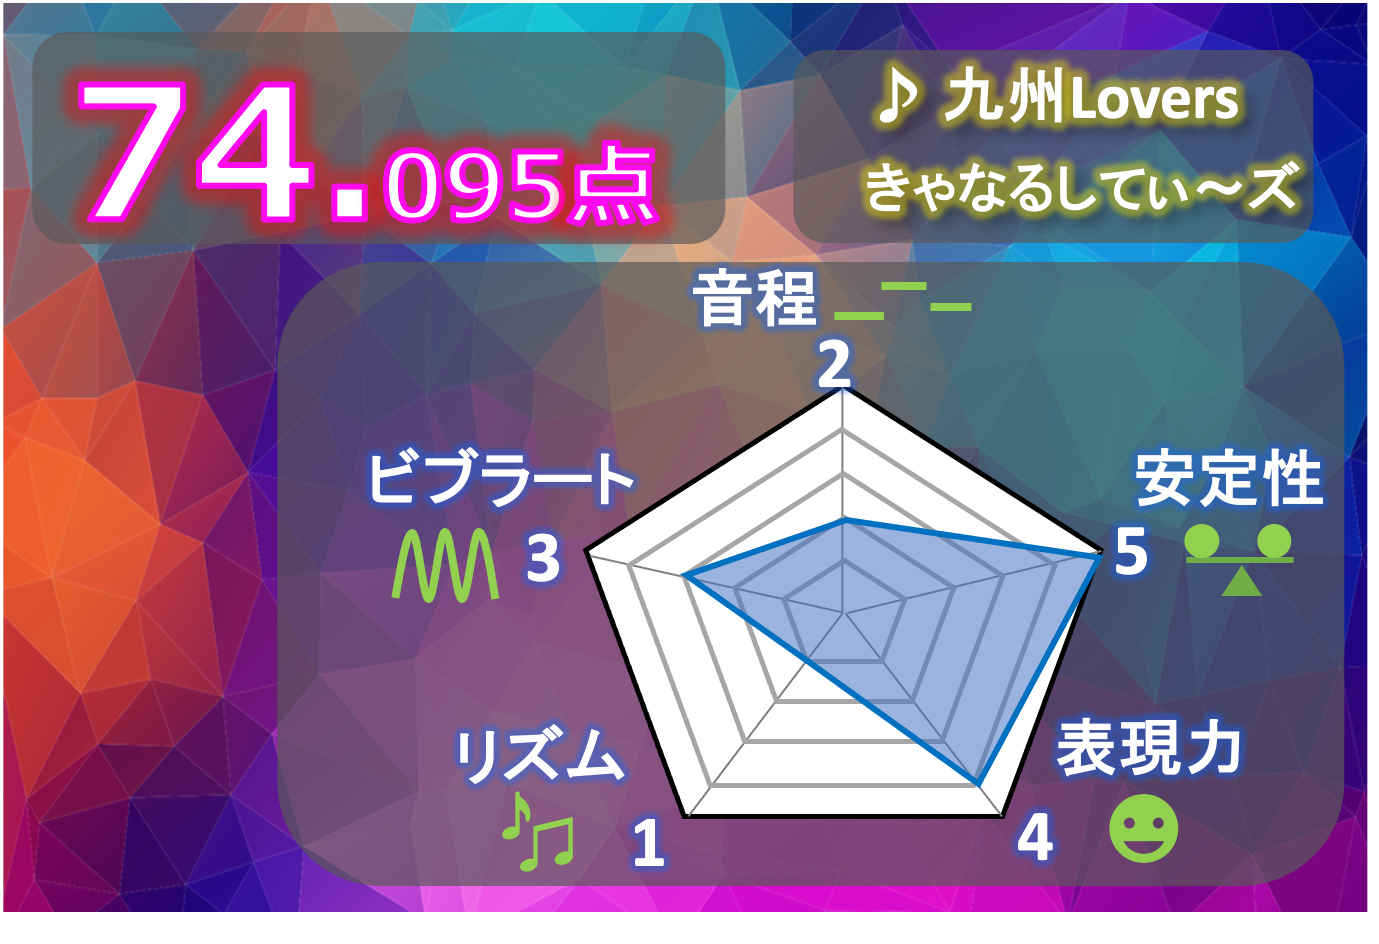 74.095点
♪ 九州Lovers
きゃなるしてぃ～ズ
音程
2
ビブラート
3
安定性
5
リズム
1
表現力
4